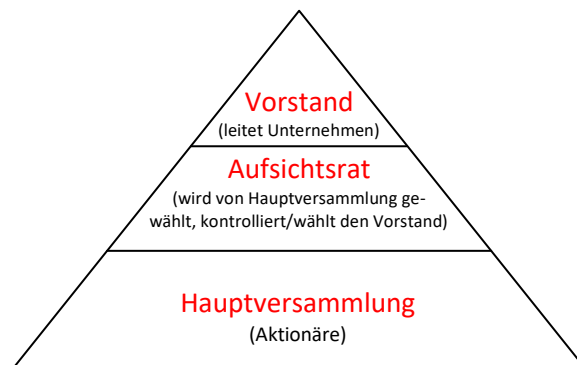 Vorstand
(leitet Unternehmen)
Aufsichtsrat
(wird von Hauptversammlung ge-
wählt, kontrolliert/wählt den Vorstand)
Hauptversammlung
(Aktionäre)